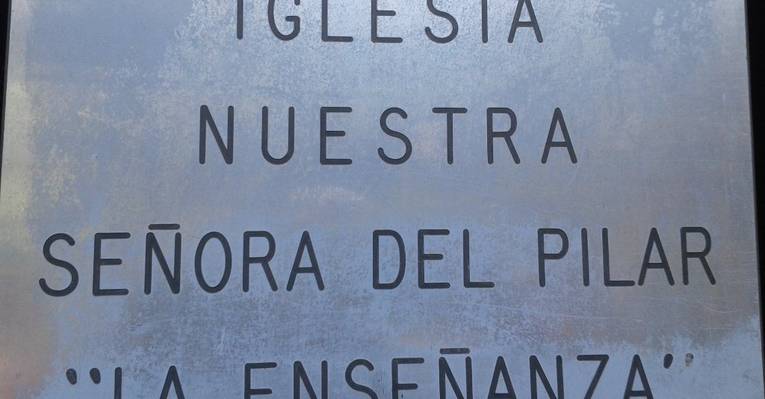 IGLESIA
NUESTRA
SEÑORA DEL PILAR
"LA ENSEÑANZA"